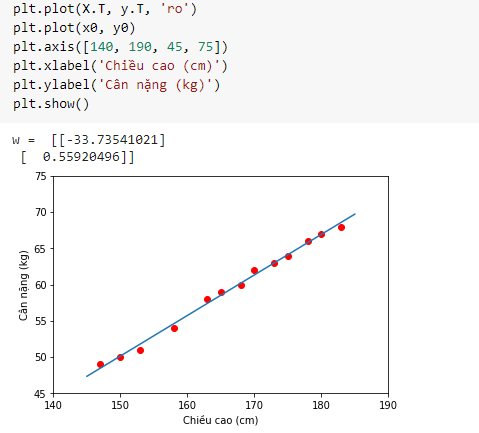 plt.plot(X.T, y.T, 'ro')
plt.plot(x0, y0)
plt.axis([140, 190, 45, 75])
plt.xlabel('Chiều cao (cm)')
plt.ylabel('Cân nặng (kg)')
plt.show()
w =  [[-33.73541021]
 [  0.55920496]]
75
70
65
60
55
50
45
Cân nặng (kg)
140 150 160 170 180 190
Chiều cao (cm)